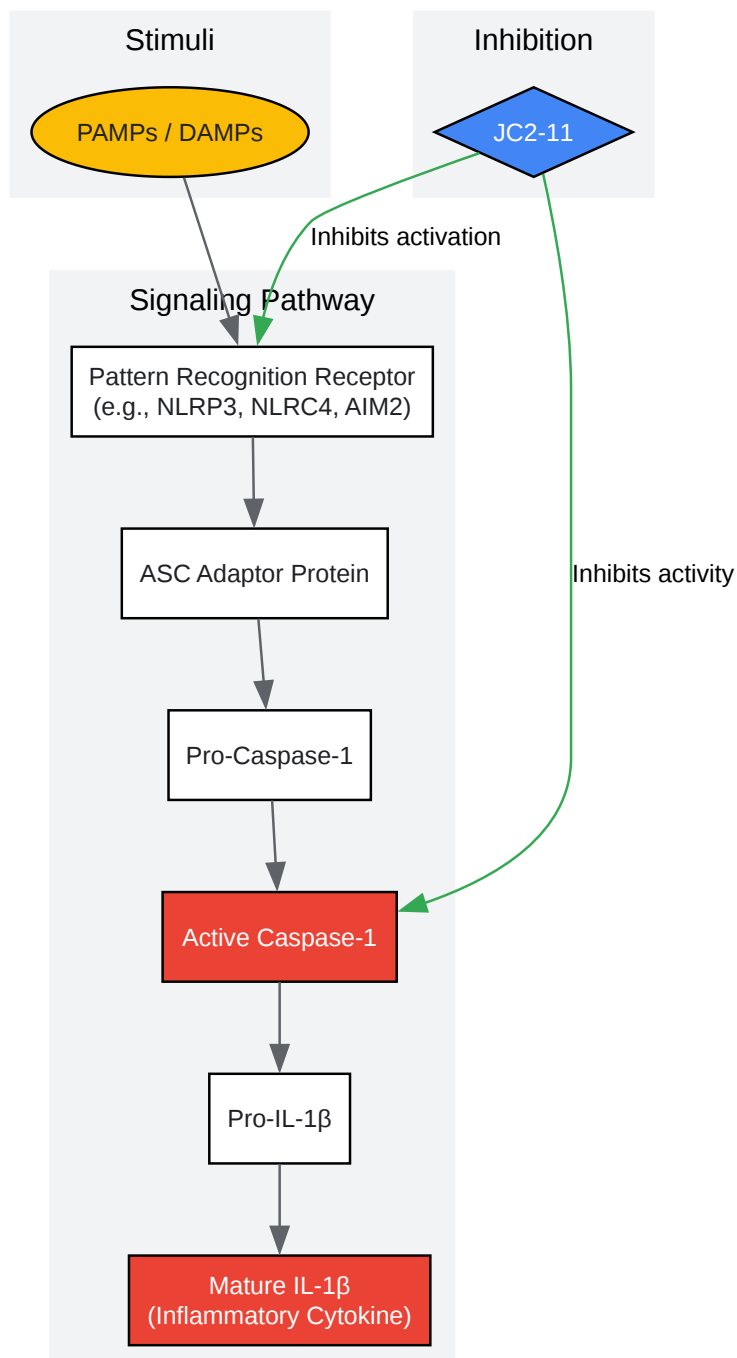 Stimuli
Inhibition
PAMPs / DAMPs
JC2-11
Inhibits activation
Signaling Pathway
Pattern Recognition Receptor
(e.g., NLRP3, NLRC4, AIM2)
ASC Adaptor Protein
Inhibits activity
Pro-Caspase-1
Active Caspase-1
Pro-IL-1β
Mature IL-1β
(Inflammatory Cytokine)